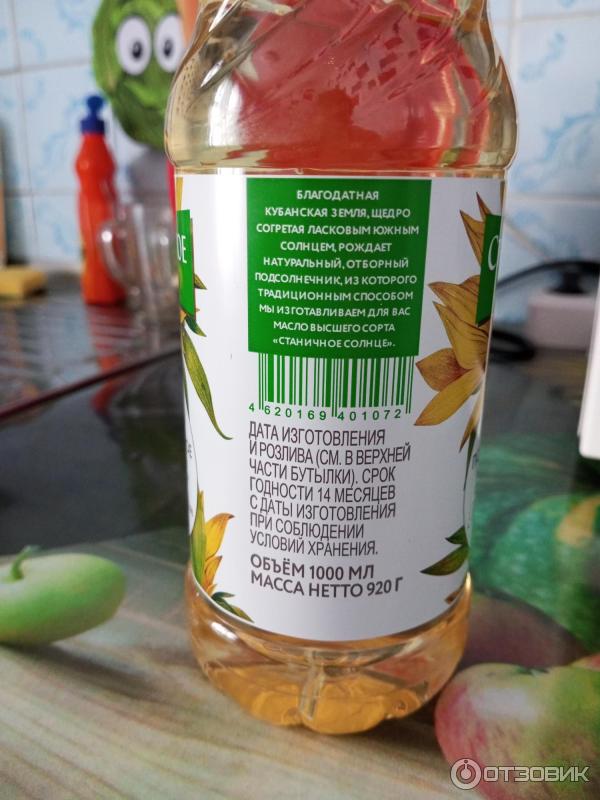 БЛАГОДАТНАЯ
КУБАНСКАЯ ЗЕМЛЯ, ЩЕДРО
СОГРЕТАЯ ЛАСКОВЫМ ЮЖНЫМ
СОЛНЦЕМ, РОЖДАЕТ
НАТУРАЛЬНЫЙ, ОТБОРНЫЙ
ПОДСОЛНЕЧНИК, ИЗ КОТОРОГО
ТРАДИЦИОННЫМ СПОСОБОМ
МЫ ИЗГОТАВЛИВАЕМ ДЛЯ ВАС
МАСЛО ВЫСШЕГО СОРТА
«СТАНИЧНОЕ СОЛНЦЕ».
4 620169 401072
ДАТА ИЗГОТОВЛЕНИЯ
И РОЗЛИВА (СМ. В ВЕРХНЕЙ
ЧАСТИ БУТЫЛКИ). СРОК
ГОДНОСТИ 14 МЕСЯЦЕВ
С ДАТЫ ИЗГОТОВЛЕНИЯ
ПРИ СОБЛЮДЕНИИ
УСЛОВИЙ ХРАНЕНИЯ.
ОБЪЁМ 1000 МЛ
МАССА НЕТТО 920 Г
ОТЗОВИК